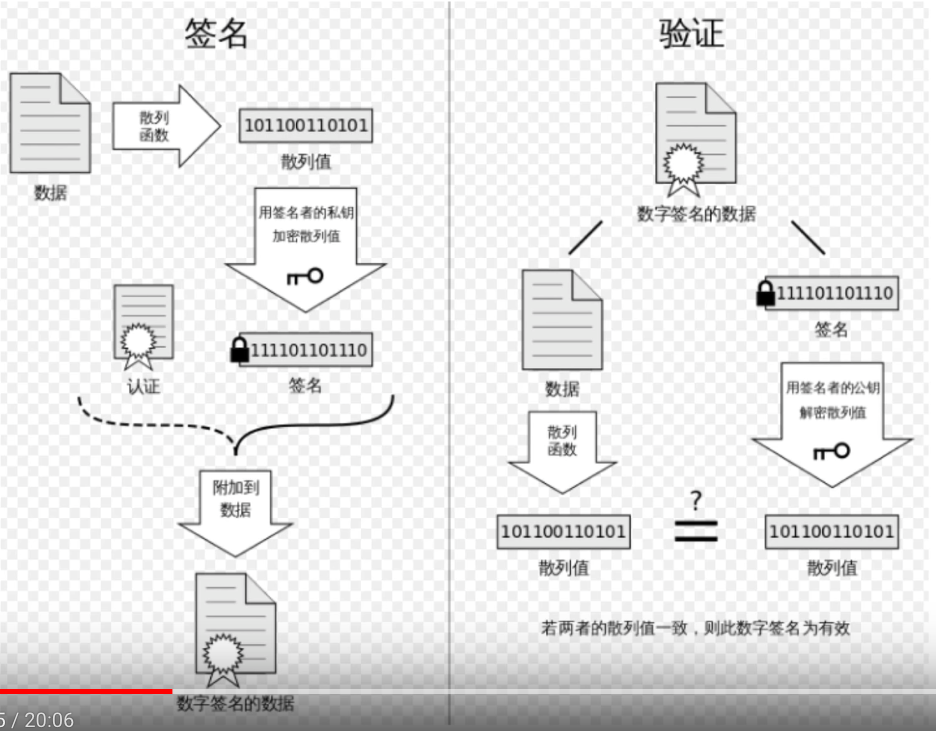 签名
散列
函数
101100110101
数据
散列值
用签名者的私钥
加密散列值
111101101110
认证
签名
附加到
数据
数字签名的数据
验证
数字签名的数据
111101101110
签名
数据
用签名者的公钥
解密散列值
散列
函数
?
101100110101
101100110101
散列值
散列值
若两者的散列值一致，则此数字签名为有效
5 / 20:06